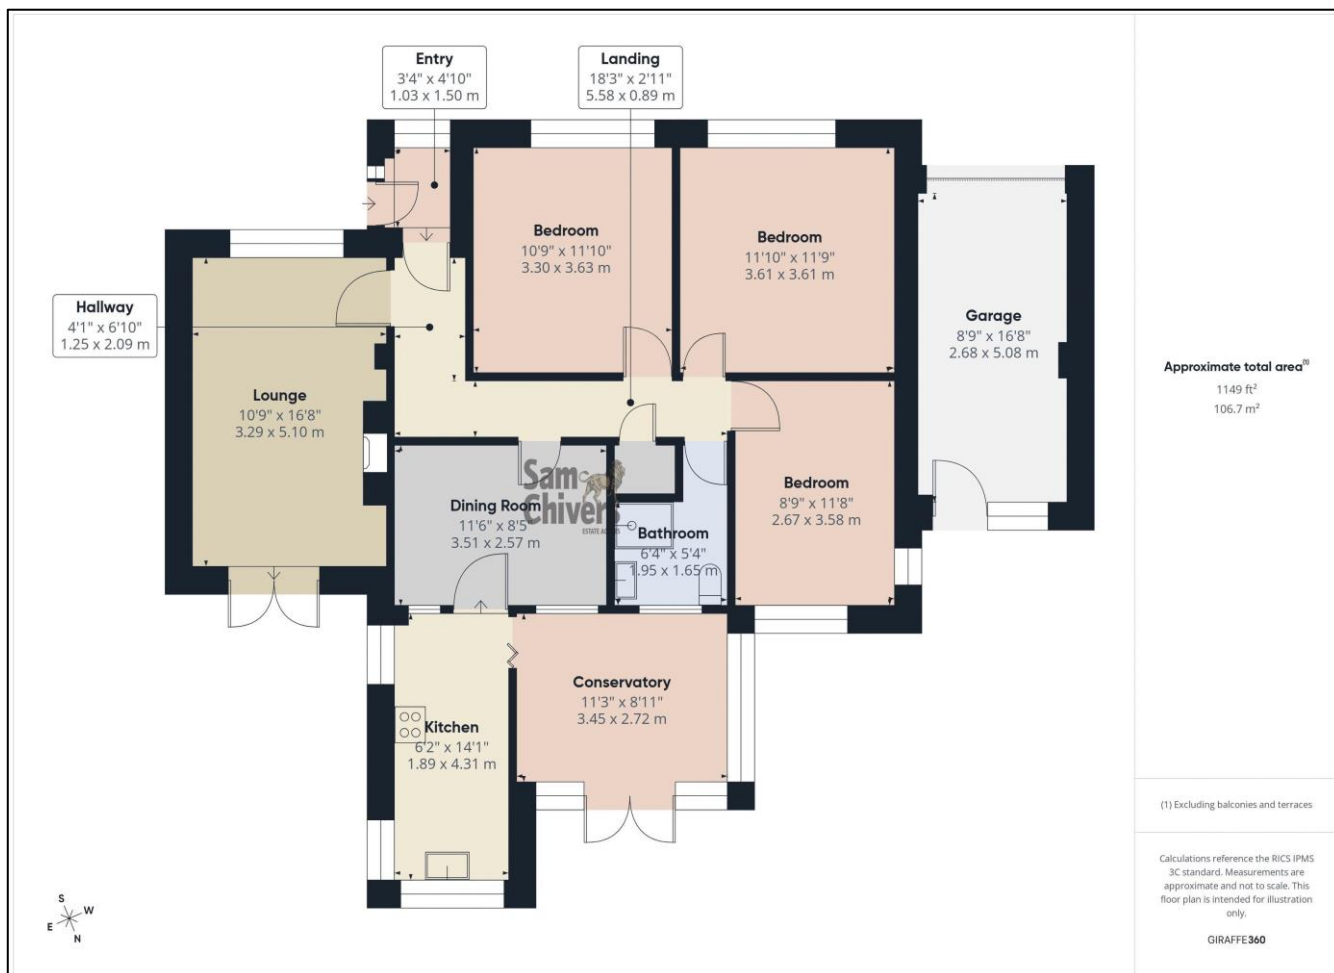 Entry
3'4" x 4'10"
1.03 x 1.50 m
Landing
18'3" x 2'11"
5.58 x 0.89 m
Bedroom
10'9" x 11'10"
3.30 x 3.63 m
Bedroom
11'10" x 11'9"
3.61 x 3.61 m
Hallway
4'1" x 6'10"
1.25 x 2.09 m
Garage
8'9" x 16'8"
2.68 x 5.08 m
Lounge
10'9" x 16'8"
3.29 x 5.10 m
Approximate total area(1)
1149 ft²
106.7 m²
Sam
Chivers
ESTATE AGENTS
Dining Room
11'6" x 8'5"
3.51 x 2.57 m
Bathroom
6'4" x 5'4"
1.95 x 1.65 m
Bedroom
8'9" x 11'8"
2.67 x 3.58 m
Conservatory
11'3" x 8'11"
3.45 x 2.72 m
Kitchen
6'2" x 14'1"
1.89 x 4.31 m
(1) Excluding balconies and terraces
Calculations reference the RICS IPMS
3C standard. Measurements are
approximate and not to scale. This
floor plan is intended for illustration
only.
GIRAFFE360
S
W
E
N